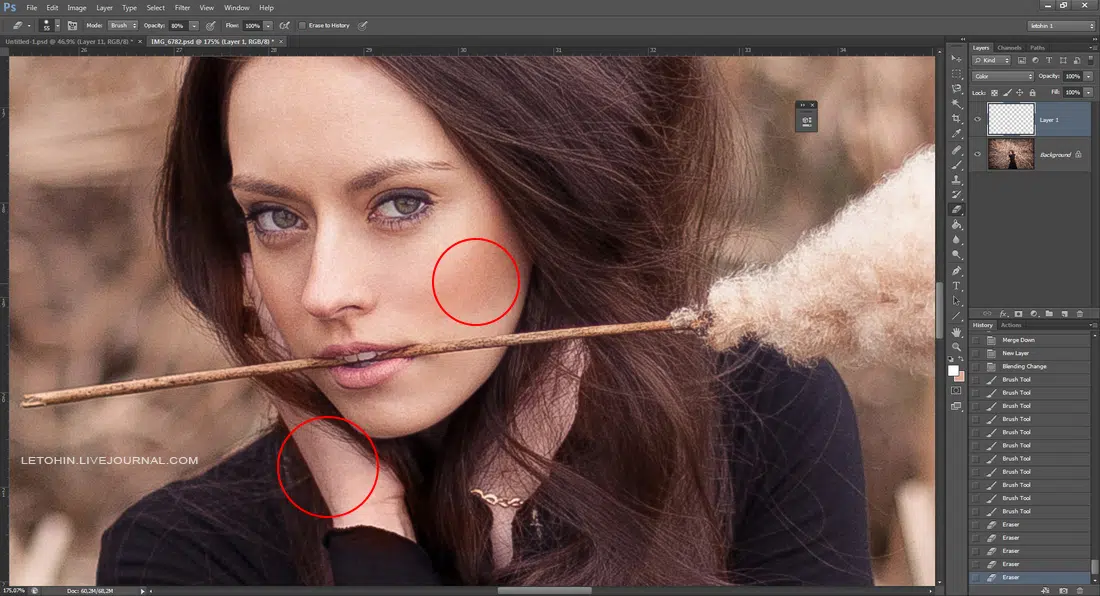 Ps File Edit Image Layer Type Select Filter View Window Help
55 Mode: Brush Opacity: 80% Flow: 100% Erase to History letohin 1
Untitled-1.psd @ 46,9% (Layer 11, RGB/8) * × IMG_6782.psd @ 175% (Layer 1, RGB/8) * ×
26 27 28 29 30 31 32 33 34
Layers Channels Paths
Kind
Color Opacity: 100%
Lock: Fill: 100%
Layer 1
Background
LETOHIN.LIVEJOURNAL.COM
History Actions
Merge Down
New Layer
Blending Change
Brush Tool
Brush Tool
Brush Tool
Brush Tool
Brush Tool
Brush Tool
Brush Tool
Brush Tool
Brush Tool
Brush Tool
Brush Tool
Eraser
Eraser
Eraser
Eraser
Eraser
175,07% Doc: 60,2M/68,2M